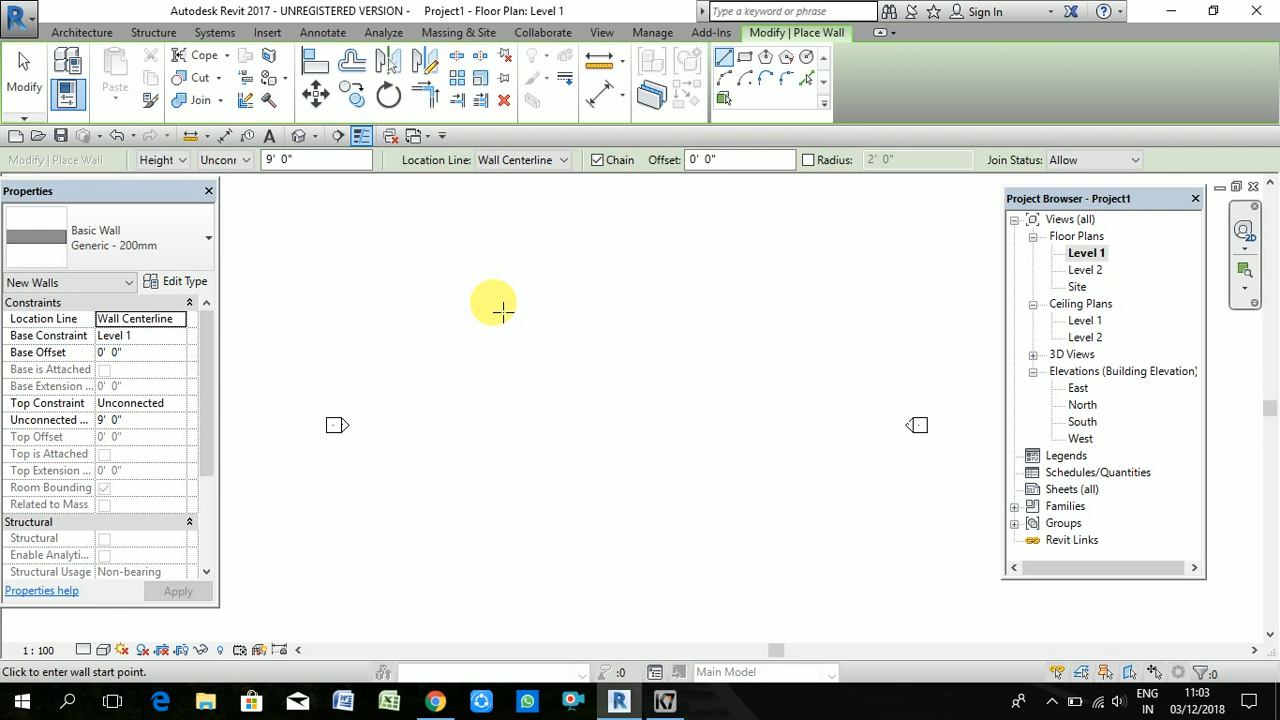 Autodesk Revit 2017 - UNREGISTERED VERSION - Project1 - Floor Plan: Level 1
Type a keyword or phrase
Sign In
Architecture Structure Systems Insert Annotate Analyze Massing & Site Collaborate View Manage Add-Ins Modify | Place Wall
Modify
Paste
Cope
Cut
Join
Modify | Place Wall Height Uncon 9' 0" Location Line: Wall Centerline Chain Offset: 0' 0" Radius: 2' 0" Join Status: Allow
Properties
Basic Wall
Generic - 200mm
New Walls Edit Type
Constraints
Location Line Wall Centerline
Base Constraint Level 1
Base Offset 0' 0"
Base is Attached
Base Extension ... 0' 0"
Top Constraint Unconnected
Unconnected ... 9' 0"
Top Offset 0' 0"
Top is Attached
Top Extension ... 0' 0"
Room Bounding
Related to Mass
Structural
Structural
Enable Analyti...
Structural Usage Non-bearing
Properties help Apply
Project Browser - Project1
Views (all)
Floor Plans
Level 1
Level 2
Site
Ceiling Plans
Level 1
Level 2
3D Views
Elevations (Building Elevation)
East
North
South
West
Legends
Schedules/Quantities
Sheets (all)
Families
Groups
Revit Links
2D
1 : 100
Click to enter wall start point.
:0
Main Model
:0
ENG
IN
11:03
03/12/2018